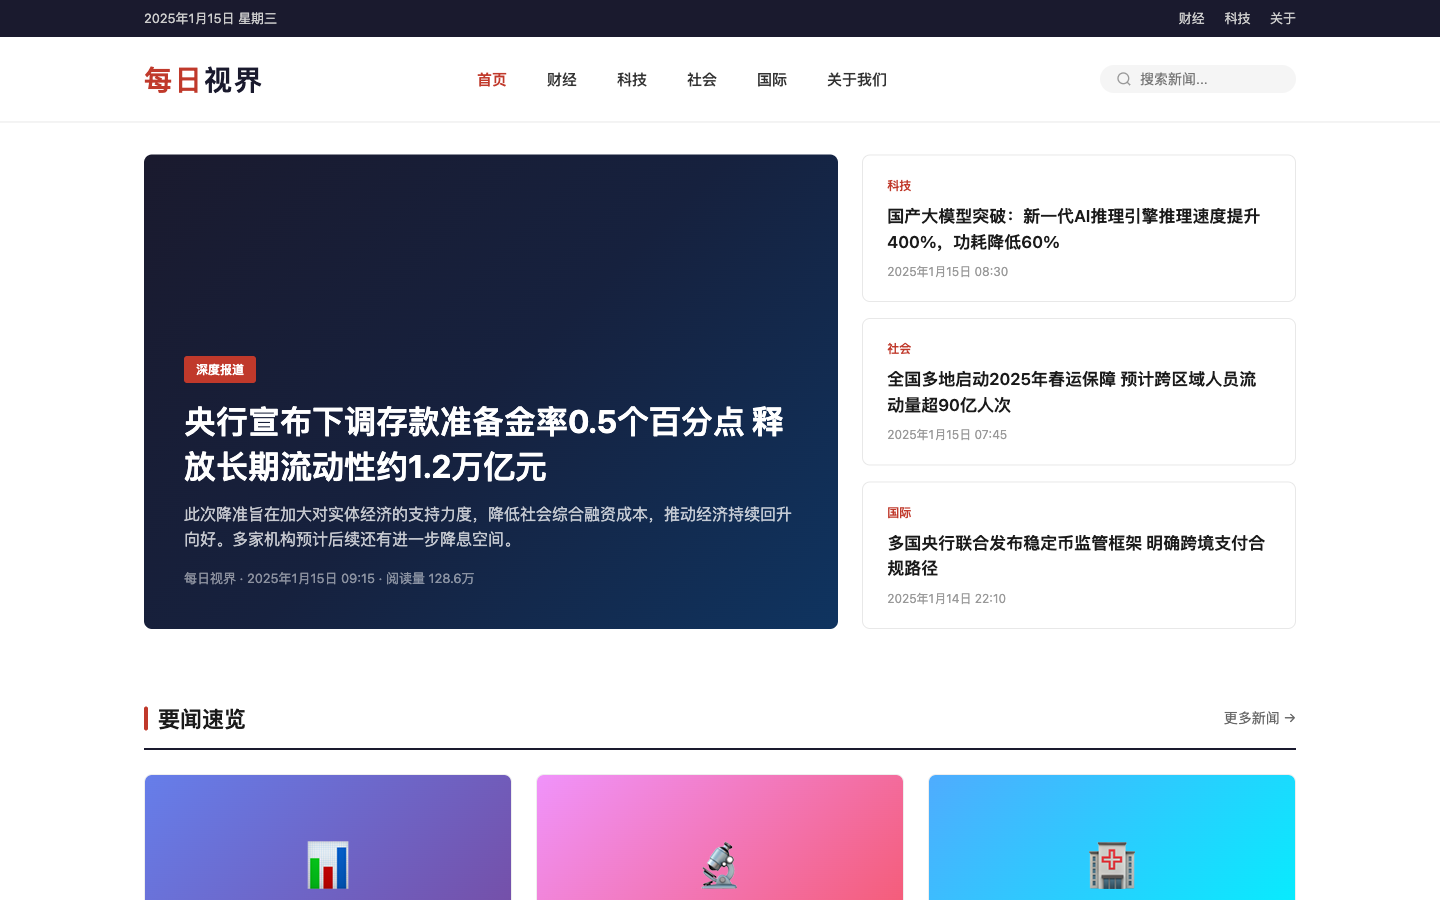 2025年1月15日 星期三
财经 科技 关于
每日视界
首页 财经 科技 社会 国际 关于我们
搜索新闻...
深度报道
央行宣布下调存款准备金率0.5个百分点 释
放长期流动性约1.2万亿元
此次降准旨在加大对实体经济的支持力度，降低社会综合融资成本，推动经济持续回升
向好。多家机构预计后续还有进一步降息空间。
每日视界 · 2025年1月15日 09:15 · 阅读量 128.6万
科技
国产大模型突破：新一代AI推理引擎推理速度提升
400%，功耗降低60%
2025年1月15日 08:30
社会
全国多地启动2025年春运保障 预计跨区域人员流
动量超90亿人次
2025年1月15日 07:45
国际
多国央行联合发布稳定币监管框架 明确跨境支付合
规路径
2025年1月14日 22:10
要闻速览
更多新闻 →